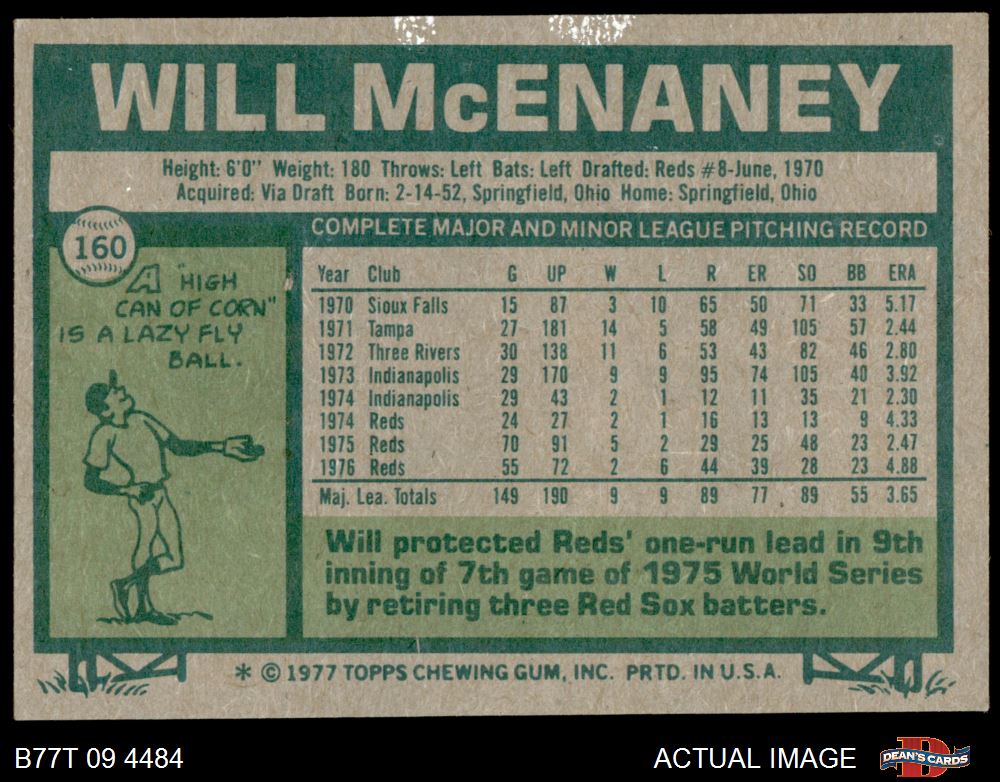 WILL McENANEY
Height: 6'0" Weight: 180 Throws: Left Bats: Left Drafted: Reds #8-June, 1970
Acquired: Via Draft Born: 2-14-52, Springfield, Ohio Home: Springfield, Ohio
160
A "HIGH
CAN OF CORN"
IS A LAZY FLY
BALL.
COMPLETE MAJOR AND MINOR LEAGUE PITCHING RECORD
Year Club G UP W L R ER SO BB ERA
1970 Sioux Falls 15 87 3 10 65 50 71 33 5.17
1971 Tampa 27 181 14 5 58 49 105 57 2.44
1972 Three Rivers 30 138 11 6 53 43 82 46 2.80
1973 Indianapolis 29 170 9 9 95 74 105 40 3.92
1974 Indianapolis 29 43 2 1 12 11 35 21 2.30
1974 Reds 24 27 2 1 16 13 13 9 4.33
1975 Reds 70 91 5 2 29 25 48 23 2.47
1976 Reds 55 72 2 6 44 39 28 23 4.88
Maj. Lea. Totals 149 190 9 9 89 77 89 55 3.65
Will protected Reds' one-run lead in 9th
inning of 7th game of 1975 World Series
by retiring three Red Sox batters.
* © 1977 TOPPS CHEWING GUM, INC. PRTD. IN U.S.A.
B77T 09 4484
ACTUAL IMAGE
DEAN'S CARDS